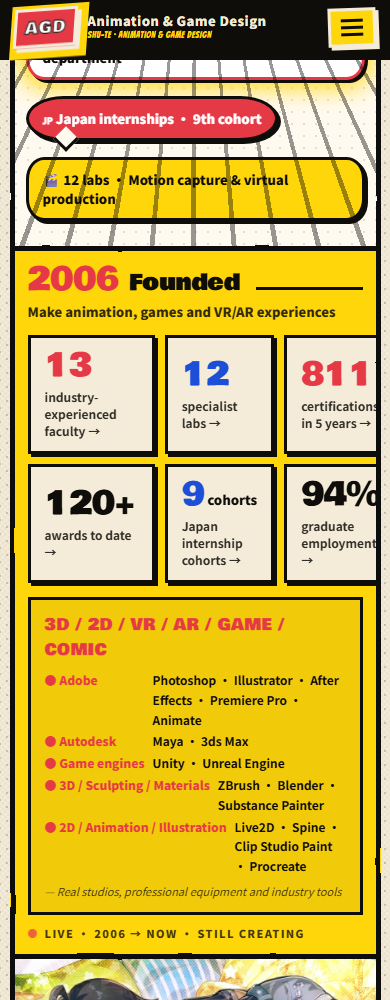 AGD
Animation & Game Design
SHU-TE • ANIMATION & GAME DESIGN
department
JP Japan internships • 9th cohort
🎬 12 labs • Motion capture & virtual
production
2006 Founded
Make animation, games and VR/AR experiences
13
industry-
experienced
faculty →
12
specialist
labs →
811
certifications
in 5 years →
120+
awards to date
→
9 cohorts
Japan
internship
cohorts →
94%
graduate
employment
→
3D / 2D / VR / AR / GAME /
COMIC
Adobe Photoshop • Illustrator • After
Effects • Premiere Pro •
Animate
Autodesk Maya • 3ds Max
Game engines Unity • Unreal Engine
3D / Sculpting / Materials ZBrush • Blender •
Substance Painter
2D / Animation / Illustration Live2D • Spine •
Clip Studio Paint
• Procreate
— Real studios, professional equipment and industry tools
LIVE • 2006 → NOW • STILL CREATING